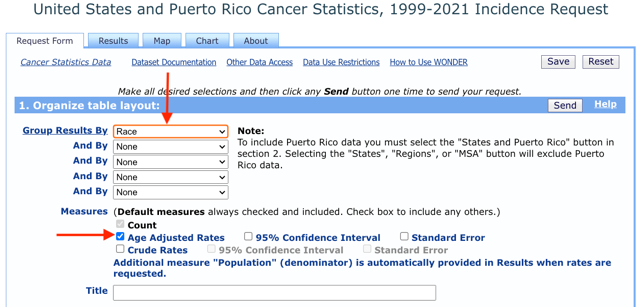 United States and Puerto Rico Cancer Statistics, 1999-2021 Incidence Request
Request Form Results Map Chart About
Cancer Statistics Data Dataset Documentation Other Data Access Data Use Restrictions How to Use WONDER Save Reset
Make all desired selections and then click any Send button one time to send your request.
1. Organize table layout: Send Help
Group Results By Race Note:
And By None To include Puerto Rico data you must select the "States and Puerto Rico" button in
And By None section 2. Selecting the "States", "Regions", or "MSA" button will exclude Puerto
Rico data.
And By None
And By None
Measures (Default measures always checked and included. Check box to include any others.)
Count
Age Adjusted Rates 95% Confidence Interval Standard Error
Crude Rates 95% Confidence Interval Standard Error
Additional measure "Population" (denominator) is automatically provided in Results when rates are
requested.
Title